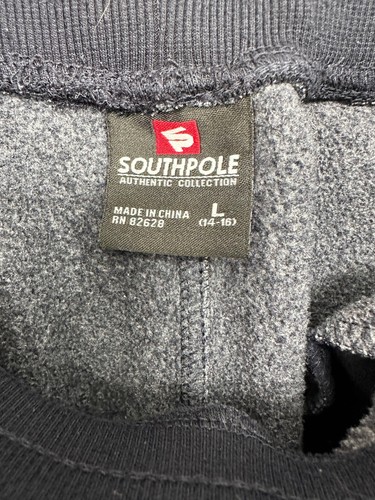 SOUTHPOLE
AUTHENTIC COLLECTION
MADE IN CHINA
RN 82628
L
(14-16)